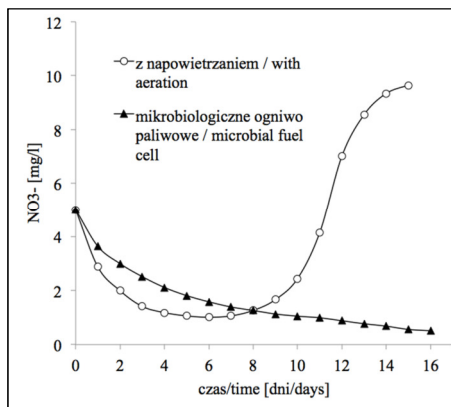 12
10
8
6
4
2
0
NO3- [mg/l]
z napowietrzaniem / with
aeration
mikrobiologiczne ogniwo
paliwowe / microbial fuel
cell
0 2 4 6 8 10 12 14 16
czas/time [dni/days]